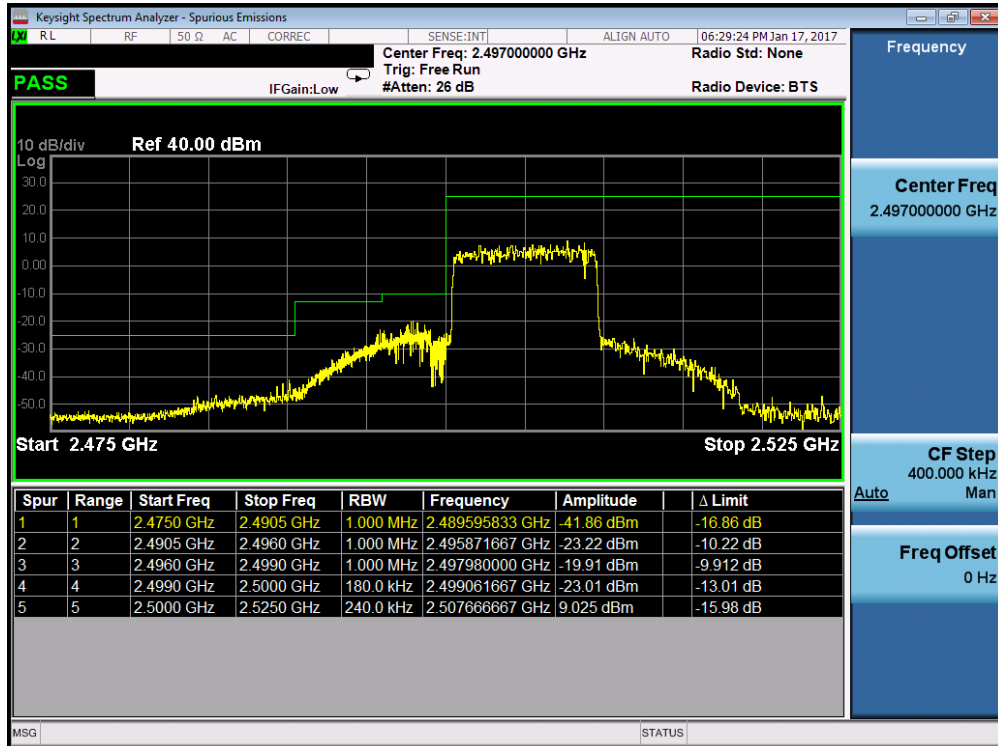 Keysight Spectrum Analyzer - Spurious Emissions
LXI RL RF 50 Ω AC CORREC SENSE:INT ALIGN AUTO 06:29:24 PM Jan 17, 2017
Center Freq: 2.497000000 GHz Radio Std: None
Trig: Free Run
PASS IFGain:Low #Atten: 26 dB Radio Device: BTS
10 dB/div Ref 40.00 dBm
Log
30.0
20.0
10.0
0.00
-10.0
-20.0
-30.0
-40.0
-50.0
Start 2.475 GHz Stop 2.525 GHz
Spur Range Start Freq Stop Freq RBW Frequency Amplitude Δ Limit
1 1 2.4750 GHz 2.4905 GHz 1.000 MHz 2.489595833 GHz -41.86 dBm -16.86 dB
2 2 2.4905 GHz 2.4960 GHz 1.000 MHz 2.495871667 GHz -23.22 dBm -10.22 dB
3 3 2.4960 GHz 2.4990 GHz 1.000 MHz 2.497980000 GHz -19.91 dBm -9.912 dB
4 4 2.4990 GHz 2.5000 GHz 180.0 kHz 2.499061667 GHz -23.01 dBm -13.01 dB
5 5 2.5000 GHz 2.5250 GHz 240.0 kHz 2.507666667 GHz 9.025 dBm -15.98 dB
MSG STATUS
Frequency
Center Freq
2.497000000 GHz
CF Step
400.000 kHz
Auto Man
Freq Offset
0 Hz